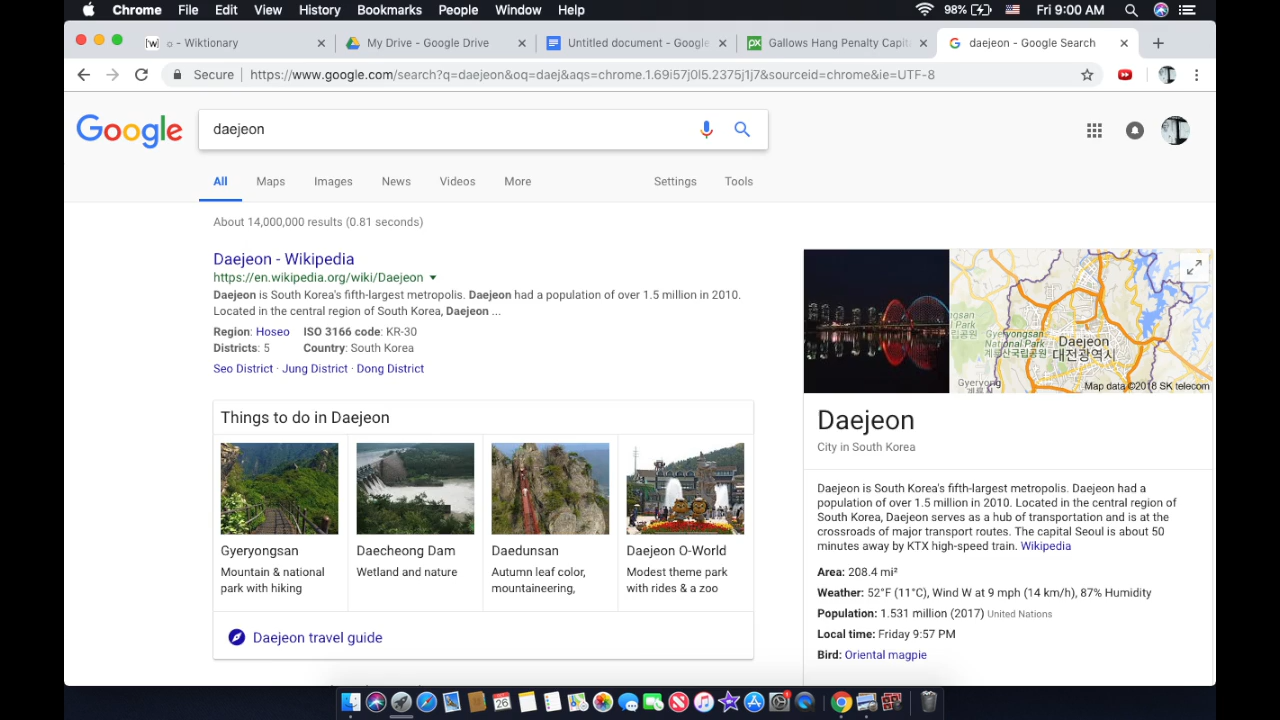 Chrome File Edit View History Bookmarks People Window Help 98% Fri 9:00 AM
ㅇ - Wiktionary My Drive - Google Drive Untitled document - Google Gallows Hang Penalty Capit daejeon - Google Search
Secure https://www.google.com/search?q=daejeon&oq=daej&aqs=chrome.1.69i57j0l5.2375j1j7&sourceid=chrome&ie=UTF-8
Google daejeon
All Maps Images News Videos More Settings Tools
About 14,000,000 results (0.81 seconds)
Daejeon - Wikipedia
https://en.wikipedia.org/wiki/Daejeon
Daejeon is South Korea's fifth-largest metropolis. Daejeon had a population of over 1.5 million in 2010.
Located in the central region of South Korea, Daejeon ...
Region: Hoseo ISO 3166 code: KR-30
Districts: 5 Country: South Korea
Seo District · Jung District · Dong District
Things to do in Daejeon
Gyeryongsan
Mountain & national
park with hiking
Daecheong Dam
Wetland and nature
Daedunsan
Autumn leaf color,
mountaineering,
Daejeon O-World
Modest theme park
with rides & a zoo
Daejeon travel guide
Gyeryongsan
National Park
계룡산국립공원
Gyeryong
Daejeon
대전광역시
Map data ©2018 SK telecom
Daejeon
City in South Korea
Daejeon is South Korea's fifth-largest metropolis. Daejeon had a
population of over 1.5 million in 2010. Located in the central region of
South Korea, Daejeon serves as a hub of transportation and is at the
crossroads of major transport routes. The capital Seoul is about 50
minutes away by KTX high-speed train. Wikipedia
Area: 208.4 mi²
Weather: 52°F (11°C), Wind W at 9 mph (14 km/h), 87% Humidity
Population: 1.531 million (2017) United Nations
Local time: Friday 9:57 PM
Bird: Oriental magpie
26